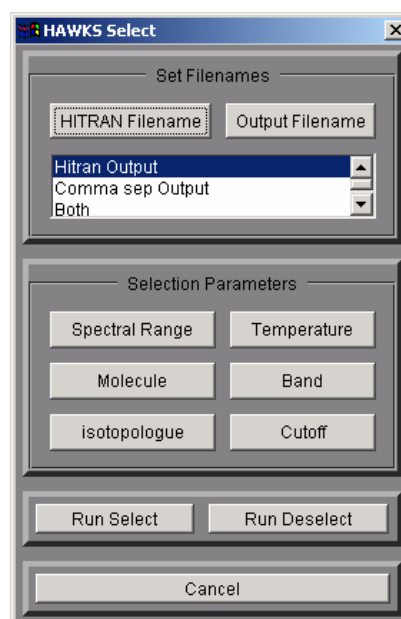 HAWKS Select
Set Filenames
HITRAN Filename Output Filename
Hitran Output
Comma sep Output
Both
Selection Parameters
Spectral Range Temperature
Molecule Band
isotopologue Cutoff
Run Select Run Deselect
Cancel